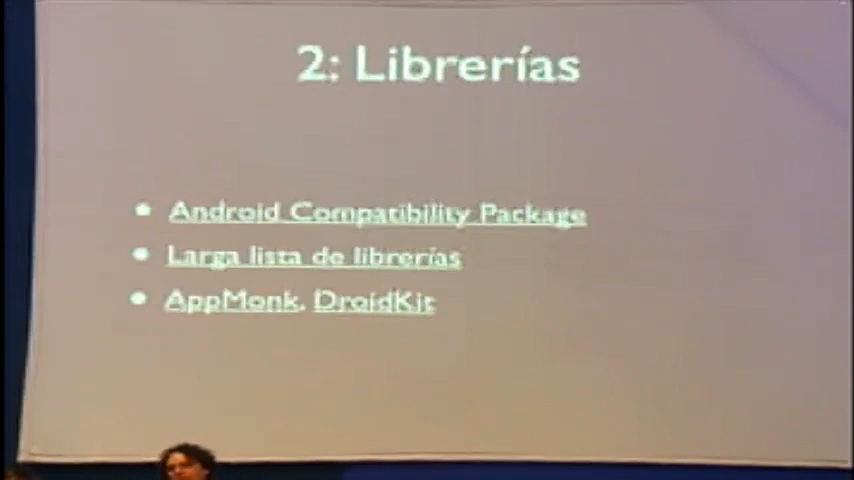 2: Librerías
• Android Compatibility Package
• Larga lista de librerías
• AppMonk, DroidKit